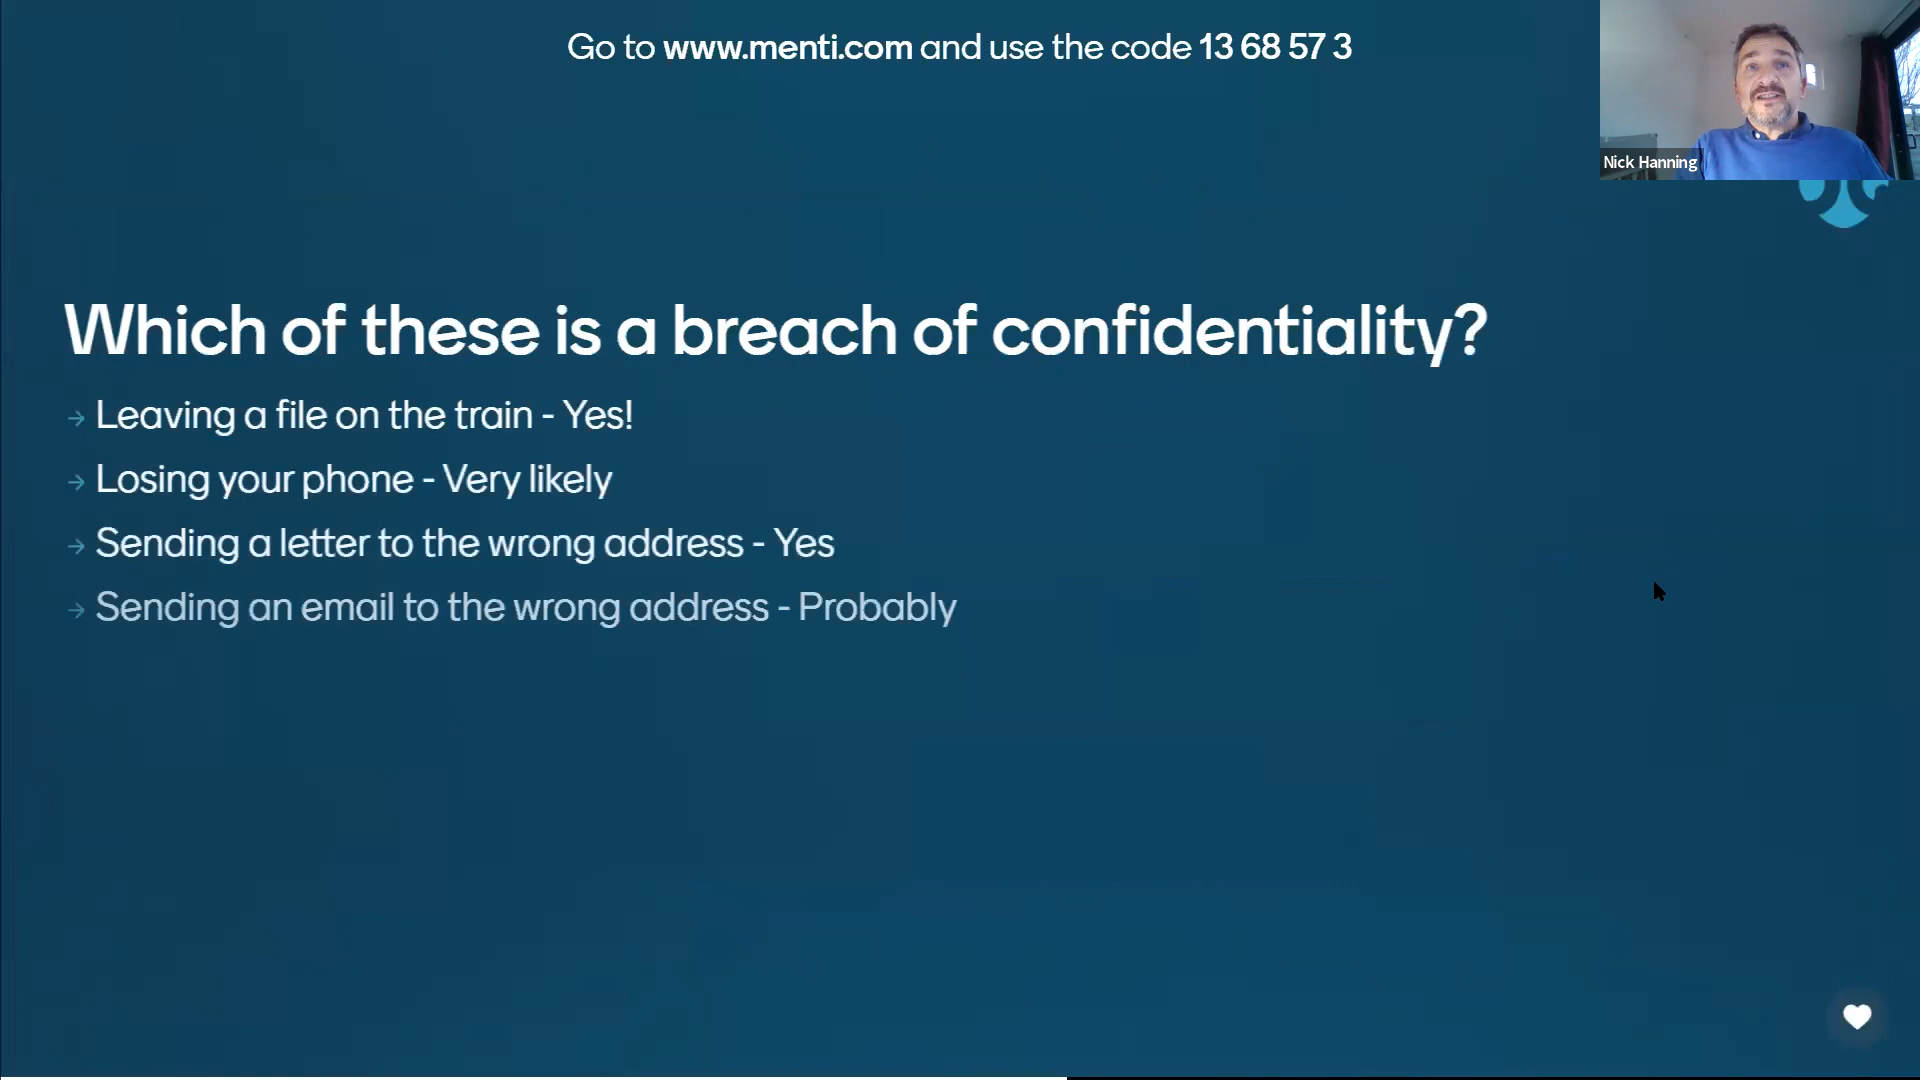 Go to www.menti.com and use the code 13 68 57 3
Nick Hanning
Which of these is a breach of confidentiality?
→ Leaving a file on the train - Yes!
→ Losing your phone - Very likely
→ Sending a letter to the wrong address - Yes
→ Sending an email to the wrong address - Probably